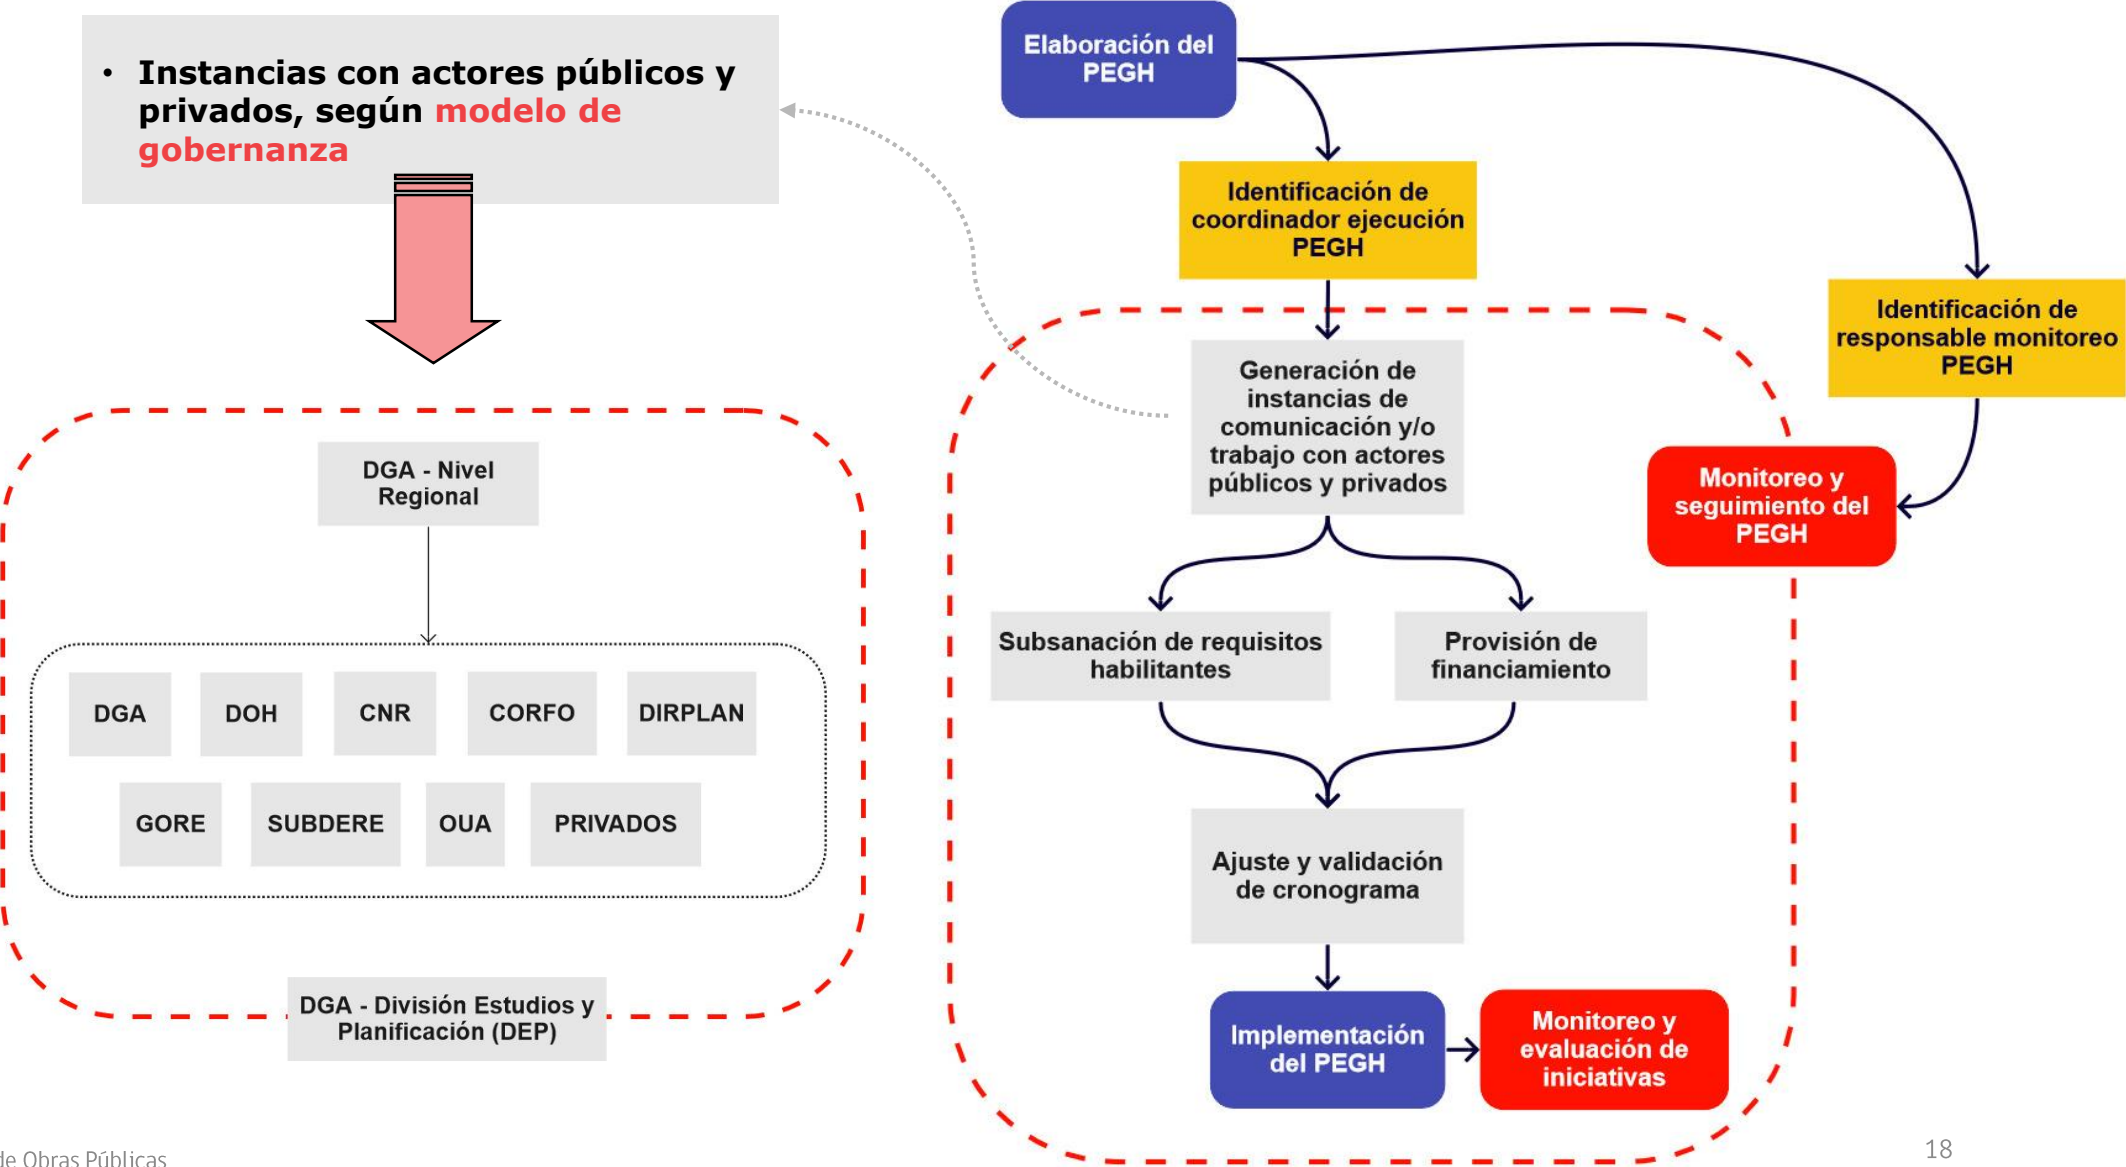 • Instancias con actores públicos y
privados, según modelo de
gobernanza
DGA - Nivel
Regional
DGA
DOH
CNR
CORFO
DIRPLAN
GORE
SUBDERE
OUA
PRIVADOS
DGA - División Estudios y
Planificación (DEP)
Elaboración del
PEGH
Identificación de
coordinador ejecución
PEGH
Identificación de
responsable monitoreo
PEGH
Generación de
instancias de
comunicación y/o
trabajo con actores
públicos y privados
Monitoreo y
seguimiento del
PEGH
Subsanación de requisitos
habilitantes
Provisión de
financiamiento
Ajuste y validación
de cronograma
Implementación
del PEGH
Monitoreo y
evaluación de
iniciativas
de Obras Públicas
18